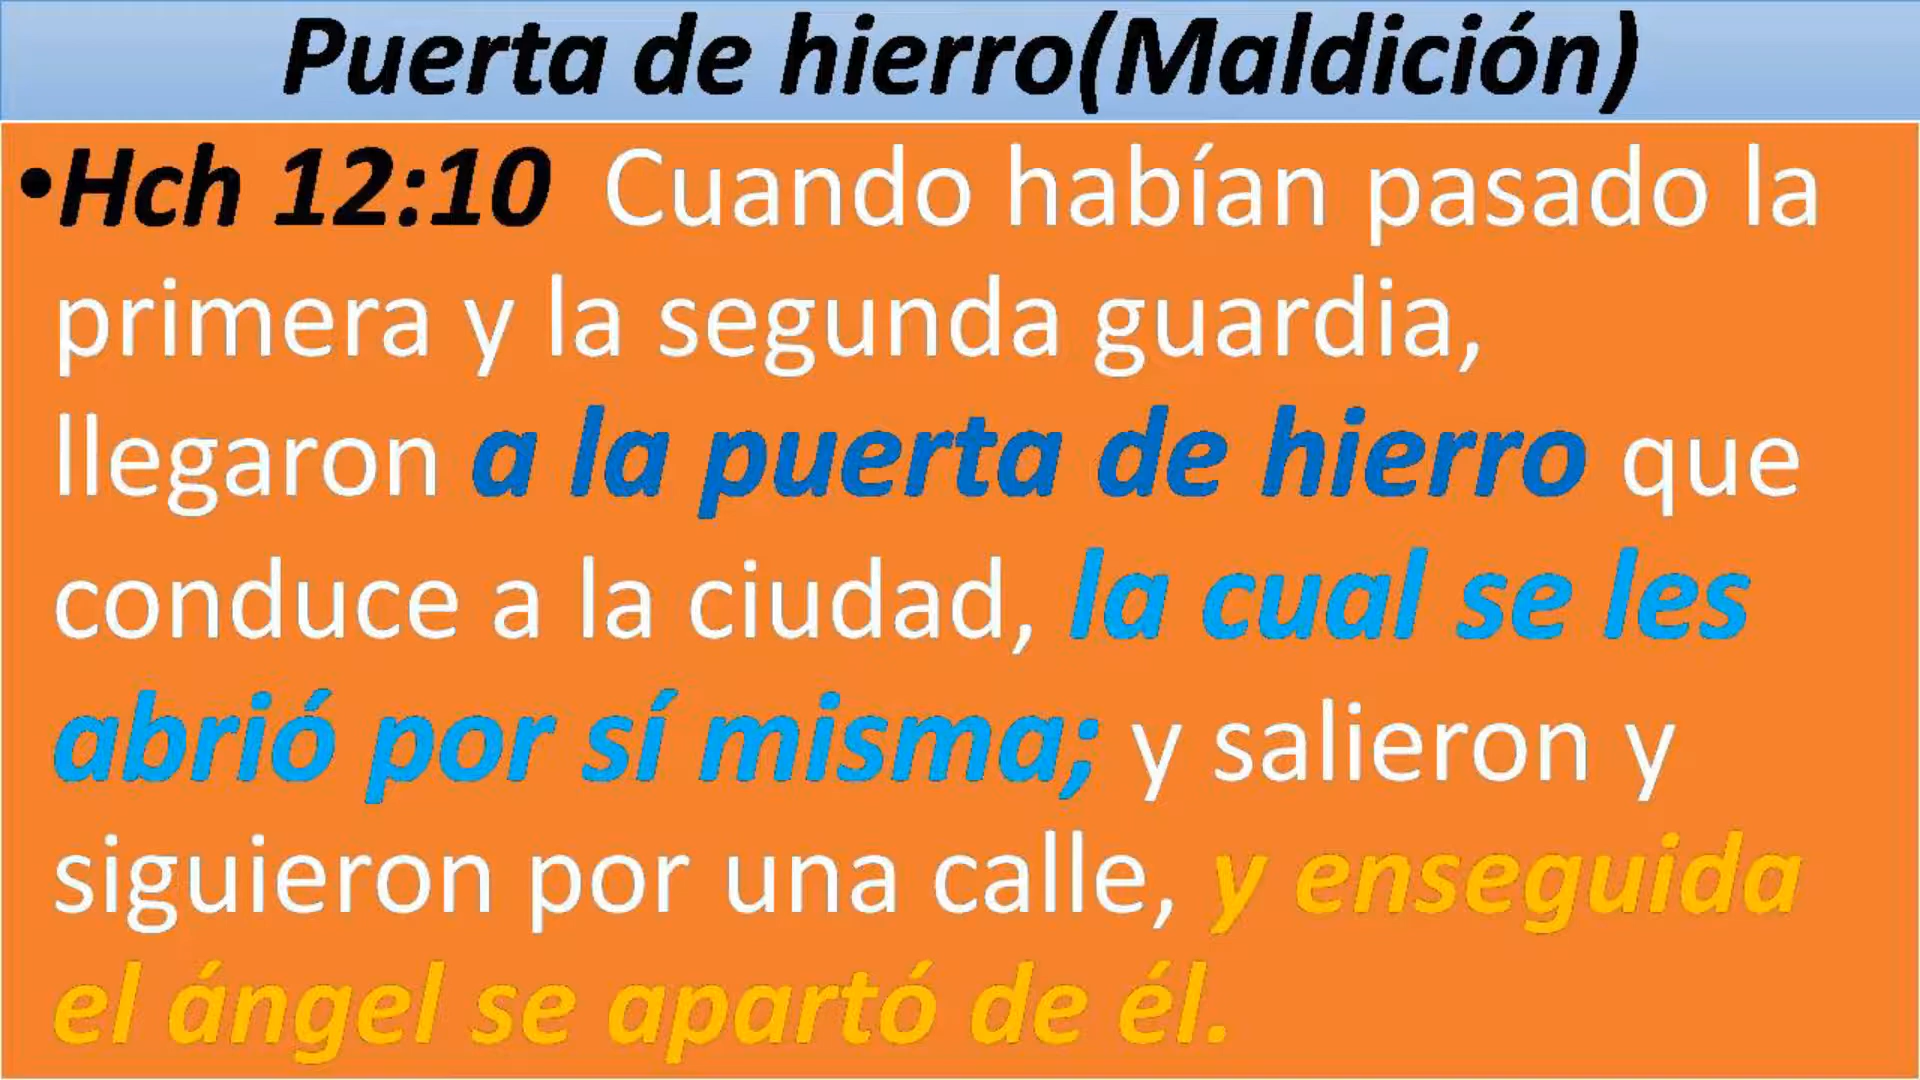 Puerta de hierro(Maldición)
•Hch 12:10 Cuando habían pasado la
primera y la segunda guardia,
llegaron a la puerta de hierro que
conduce a la ciudad, la cual se les
abrió por sí misma; y salieron y
siguieron por una calle, y enseguida
el ángel se apartó de él.